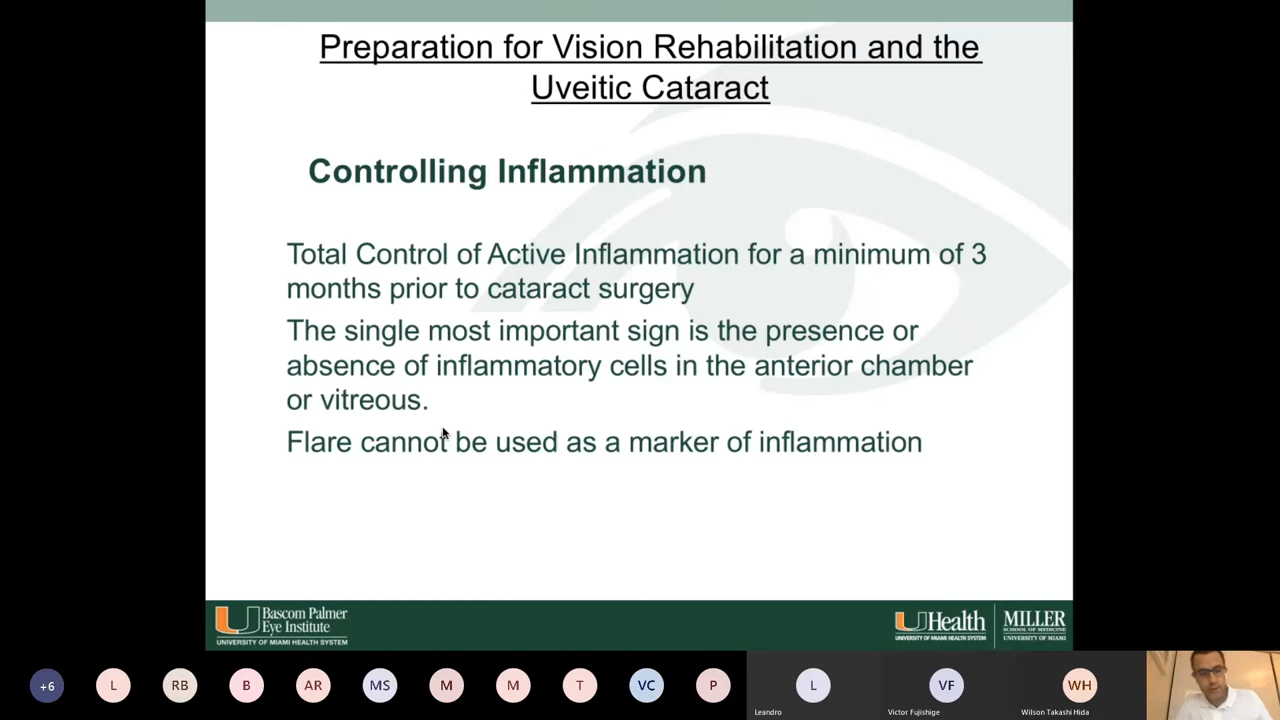 Preparation for Vision Rehabilitation and the
Uveitic Cataract
Controlling Inflammation
Total Control of Active Inflammation for a minimum of 3
months prior to cataract surgery
The single most important sign is the presence or
absence of inflammatory cells in the anterior chamber
or vitreous.
Flare cannot be used as a marker of inflammation
Bascom Palmer
Eye Institute
UNIVERSITY OF MIAMI HEALTH SYSTEM
UHealth
UNIVERSITY OF MIAMI HEALTH SYSTEM
MILLER
SCHOOL OF MEDICINE
UNIVERSITY OF MIAMI
+6
L
RB
B
AR
MS
M
M
T
VC
P
L
VF
WH
Leandro
Victor Fujishige
Wilson Takashi Hida